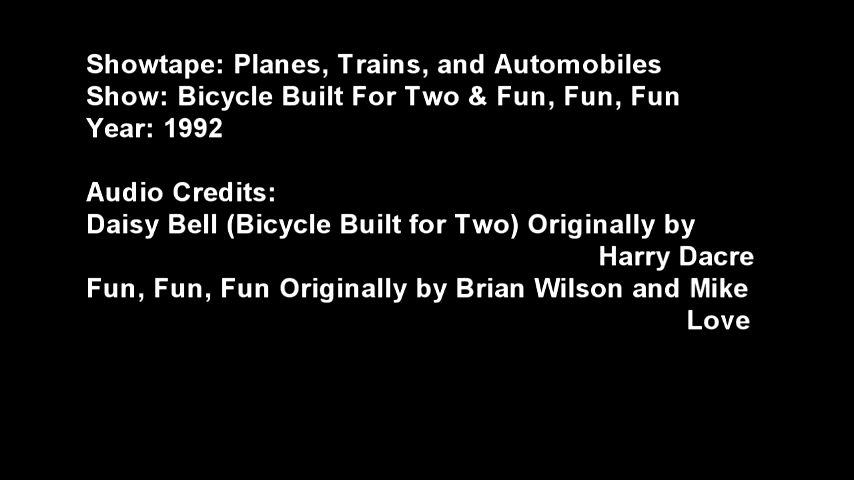 Showtape: Planes, Trains, and Automobiles
Show: Bicycle Built For Two & Fun, Fun, Fun
Year: 1992
Audio Credits:
Daisy Bell (Bicycle Built for Two) Originally by
Harry Dacre
Fun, Fun, Fun Originally by Brian Wilson and Mike
Love